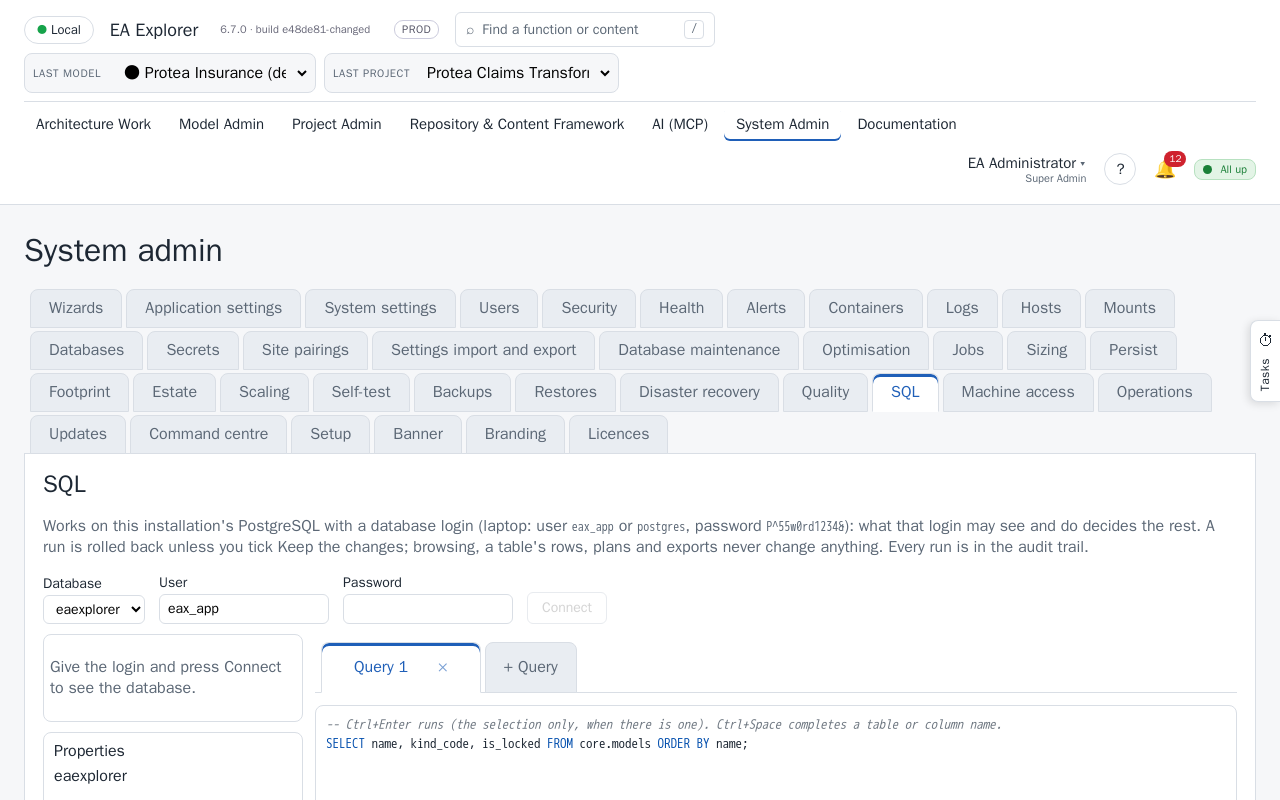 Local
EA Explorer
6.7.0 · build e48de81-changed
PROD
Find a function or content
/
LAST MODEL
Protea Insurance (de
LAST PROJECT
Protea Claims Transfor
Architecture Work
Model Admin
Project Admin
Repository & Content Framework
AI (MCP)
System Admin
Documentation
EA Administrator
Super Admin
?
12
All up
System admin
Wizards
Application settings
System settings
Users
Security
Health
Alerts
Containers
Logs
Hosts
Mounts
Databases
Secrets
Site pairings
Settings import and export
Database maintenance
Optimisation
Jobs
Sizing
Persist
Footprint
Estate
Scaling
Self-test
Backups
Restores
Disaster recovery
Quality
SQL
Machine access
Operations
Updates
Command centre
Setup
Banner
Branding
Licences
Tasks
SQL
Works on this installation's PostgreSQL with a database login (laptop: user eax_app or postgres, password P^55w0rd1234&): what that login may see and do decides the rest. A
run is rolled back unless you tick Keep the changes; browsing, a table's rows, plans and exports never change anything. Every run is in the audit trail.
Database
User
Password
eaexplorer
eax_app
Connect
Give the login and press Connect
to see the database.
Query 1 ×
+ Query
Properties
eaexplorer
-- Ctrl+Enter runs (the selection only, when there is one). Ctrl+Space completes a table or column name.
SELECT name, kind_code, is_locked FROM core.models ORDER BY name;